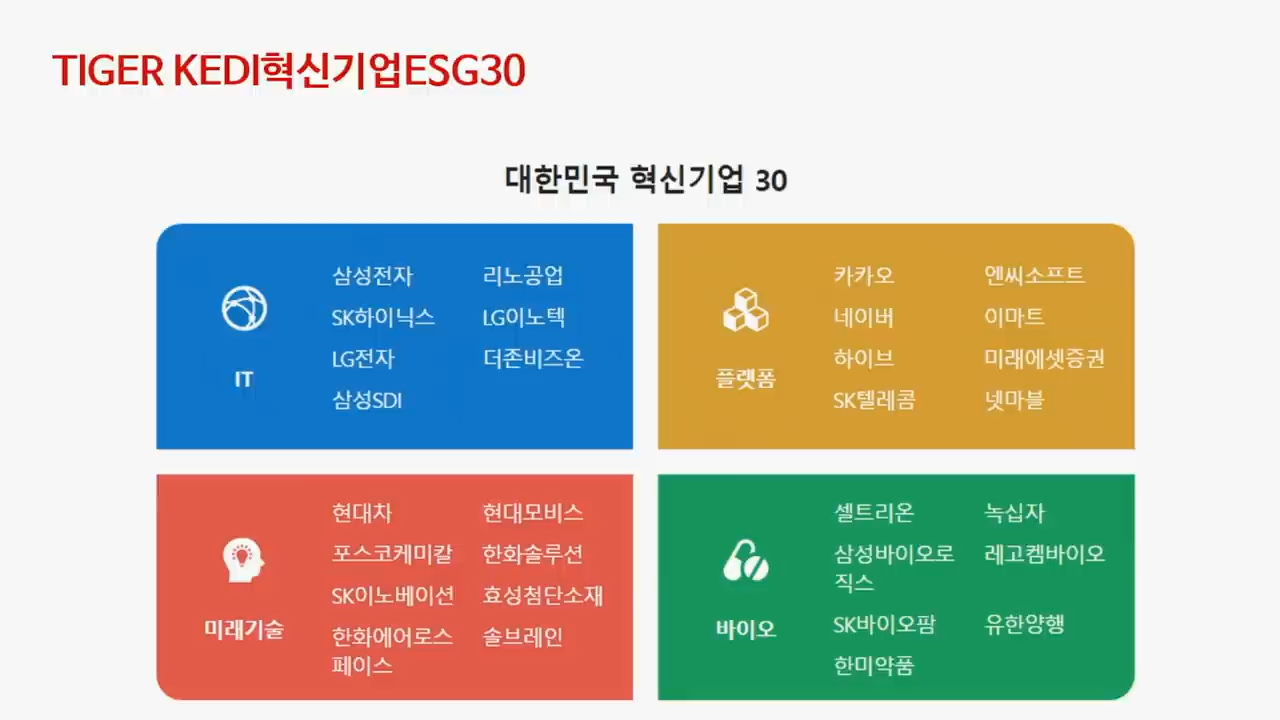 TIGER KEDI혁신기업ESG30
대한민국 혁신기업 30
IT
삼성전자 리노공업
SK하이닉스 LG이노텍
LG전자 더존비즈온
삼성SDI
플랫폼
카카오 엔씨소프트
네이버 이마트
하이브 미래에셋증권
SK텔레콤 넷마블
미래기술
현대차 현대모비스
포스코케미칼 한화솔루션
SK이노베이션 효성첨단소재
한화에어로스 솔브레인
페이스
바이오
셀트리온 녹십자
삼성바이오로 레고켐바이오
직스
SK바이오팜 유한양행
한미약품